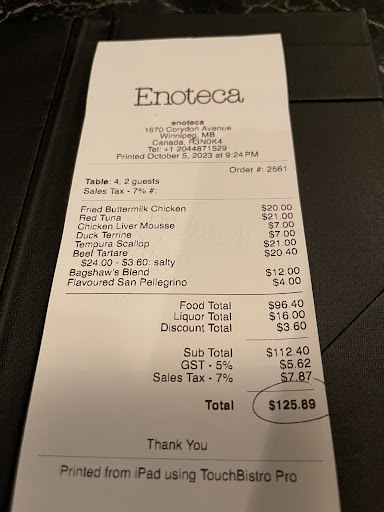 Enoteca
enoteca
1670 Corydon Avenue
Winnipeg, MB
Canada, R3N0K4
Tel: +1 2044871529
Printed October 5, 2023 at 9:24 PM
Order #: 2561
Table: 4, 2 guests
Sales Tax - 7% #:
Fried Buttermilk Chicken $20.00
Red Tuna $21.00
Chicken Liver Mousse $7.00
Duck Terrine $7.00
Tempura Scallop $21.00
Beef Tartare $20.40
$24.00 - $3.60: salty
Bagshaw's Blend $12.00
Flavoured San Pellegrino $4.00
Food Total $96.40
Liquor Total $16.00
Discount Total $3.60
Sub Total $112.40
GST - 5% $5.62
Sales Tax - 7% $7.87
Total $125.89
Thank You
Printed from iPad using TouchBistro Pro